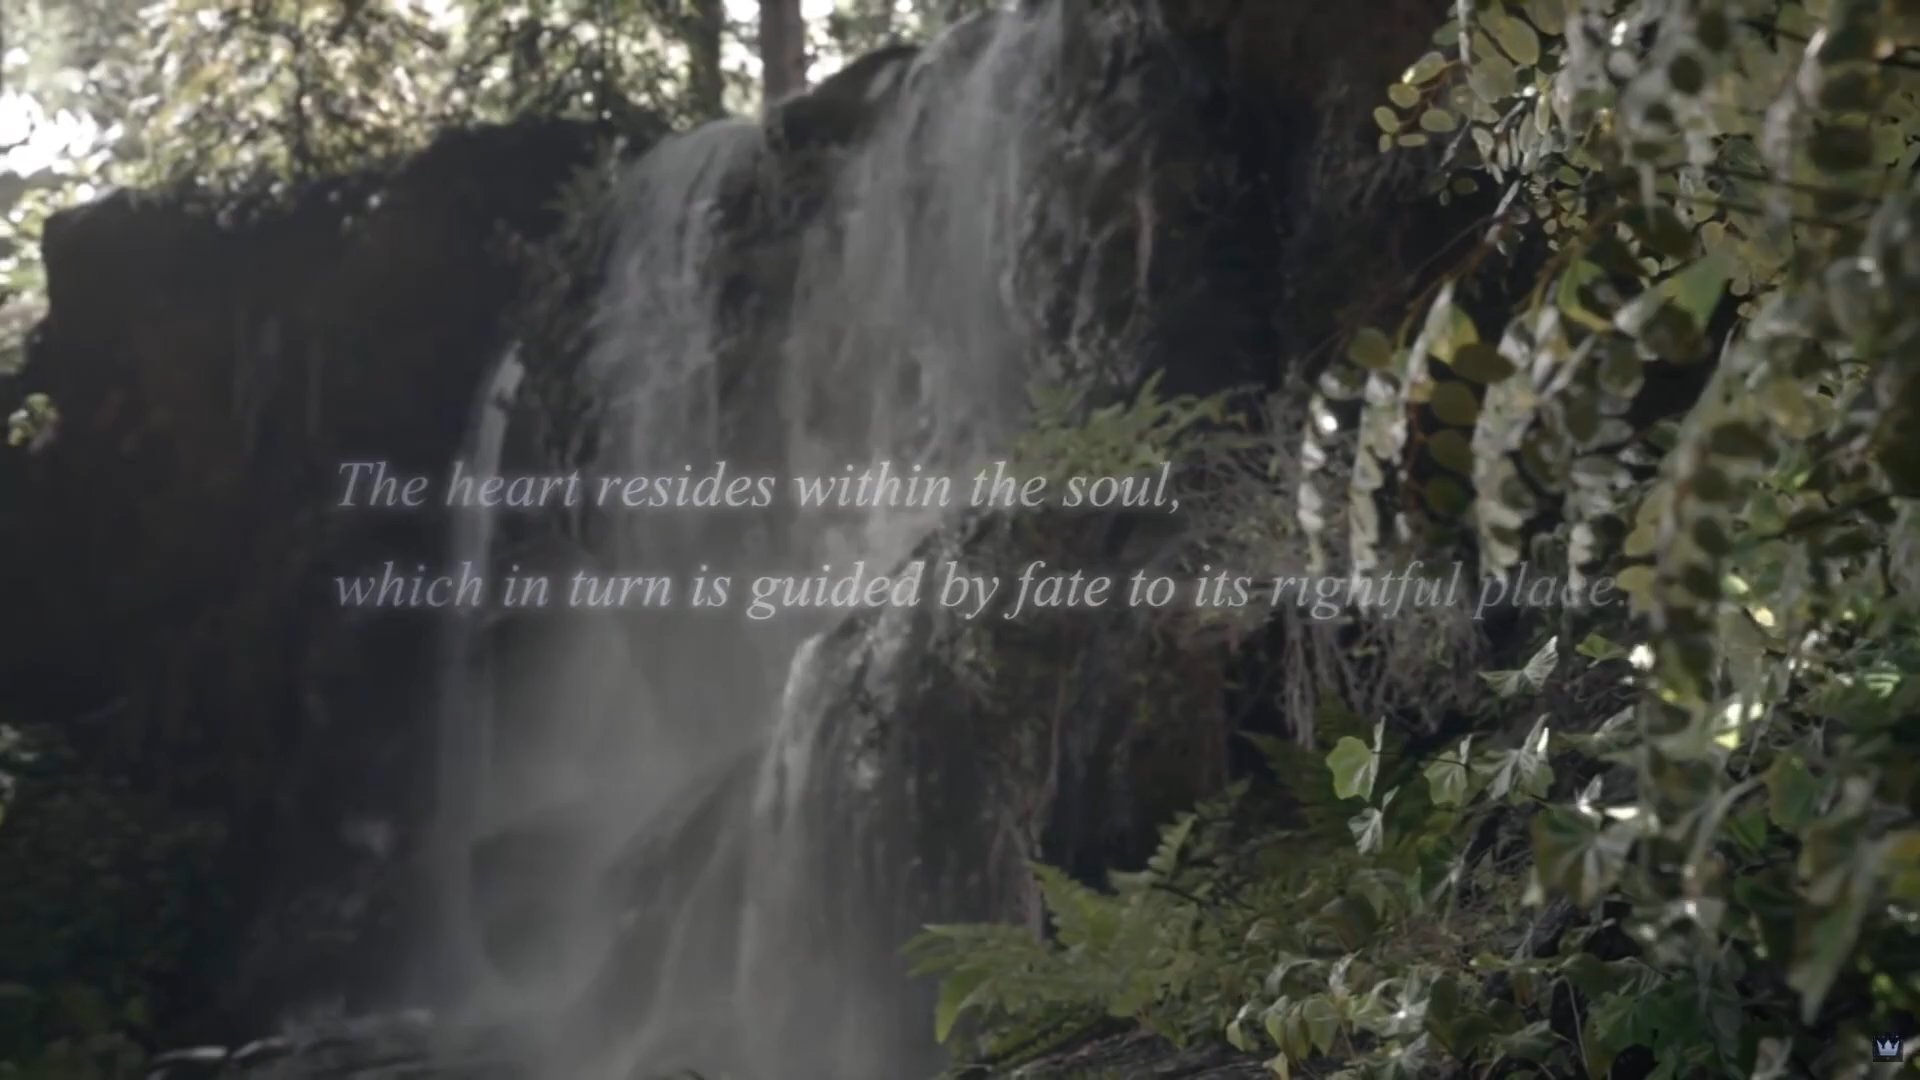 The heart resides within the soul,
which in turn is guided by fate to its rightful place.